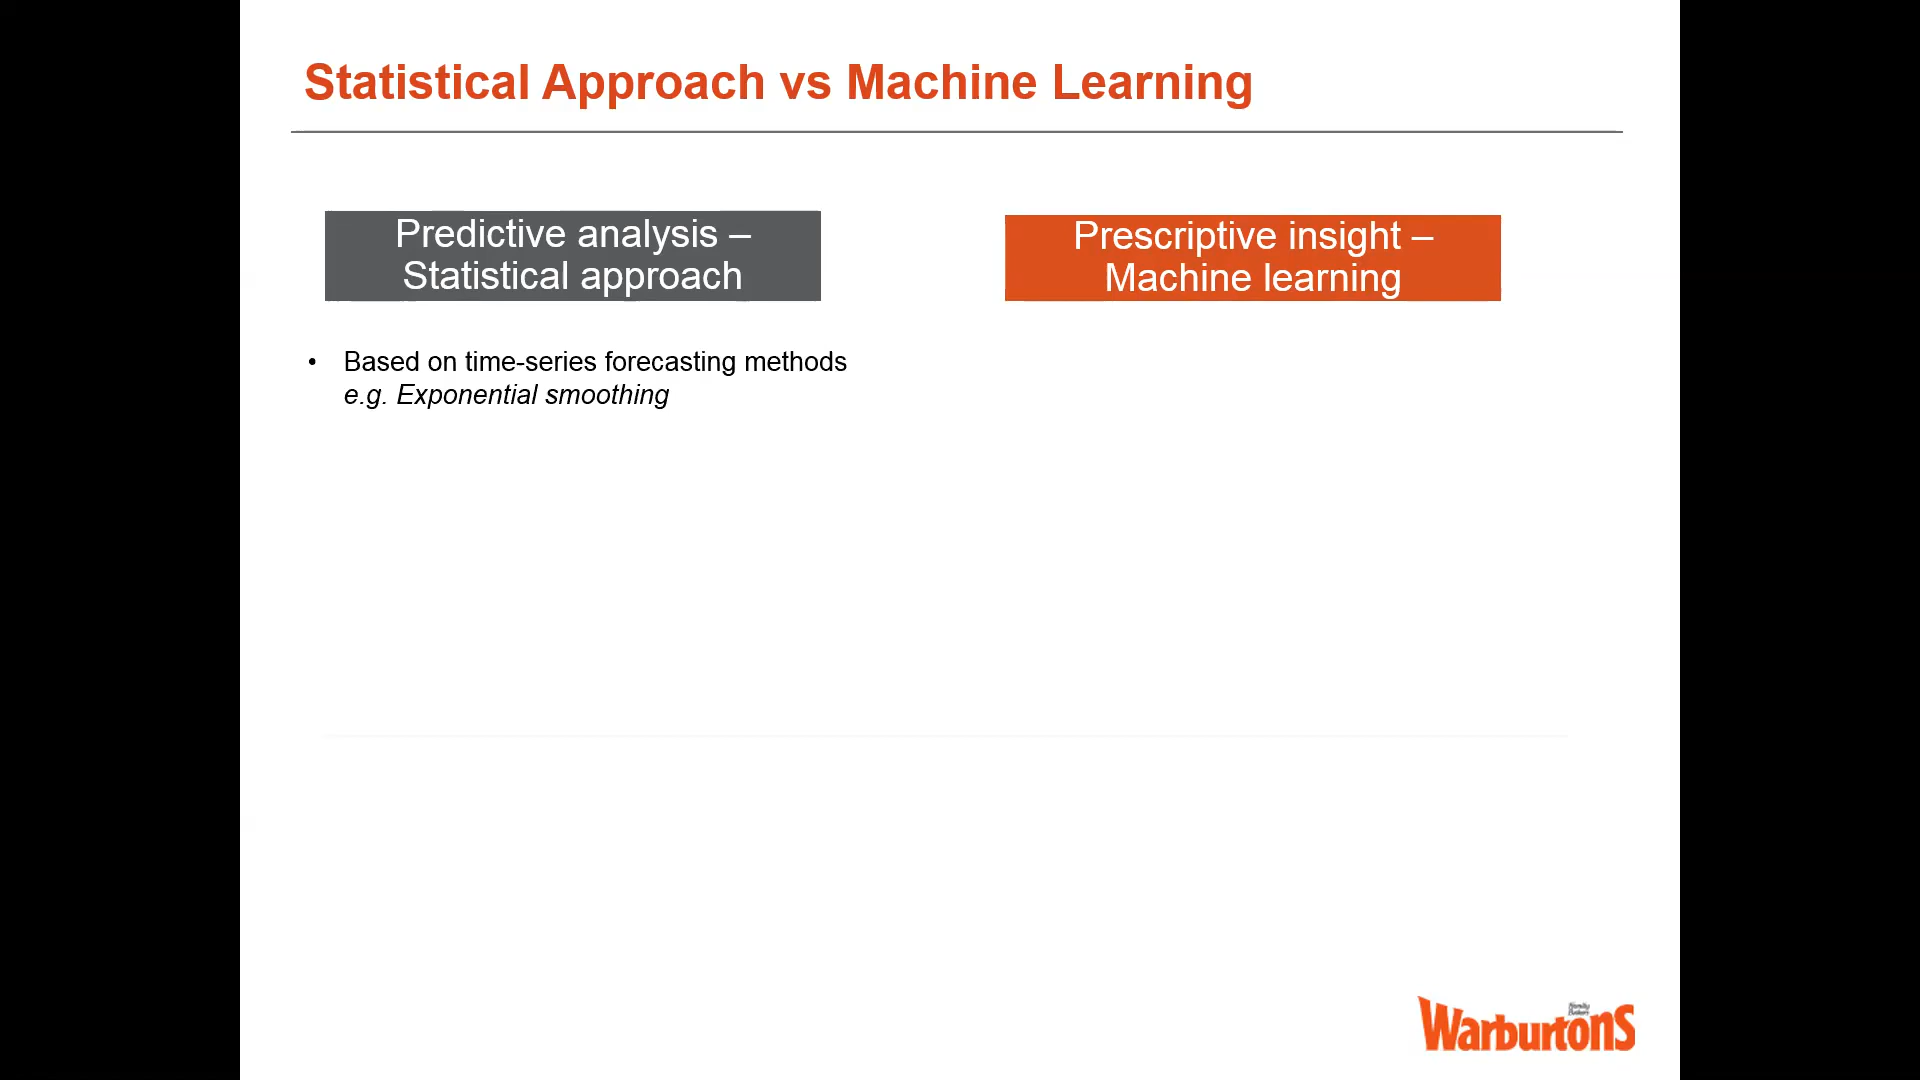 Statistical Approach vs Machine Learning
Predictive analysis –
Statistical approach
Prescriptive insight –
Machine learning
• Based on time-series forecasting methods
e.g. Exponential smoothing
Warburtons